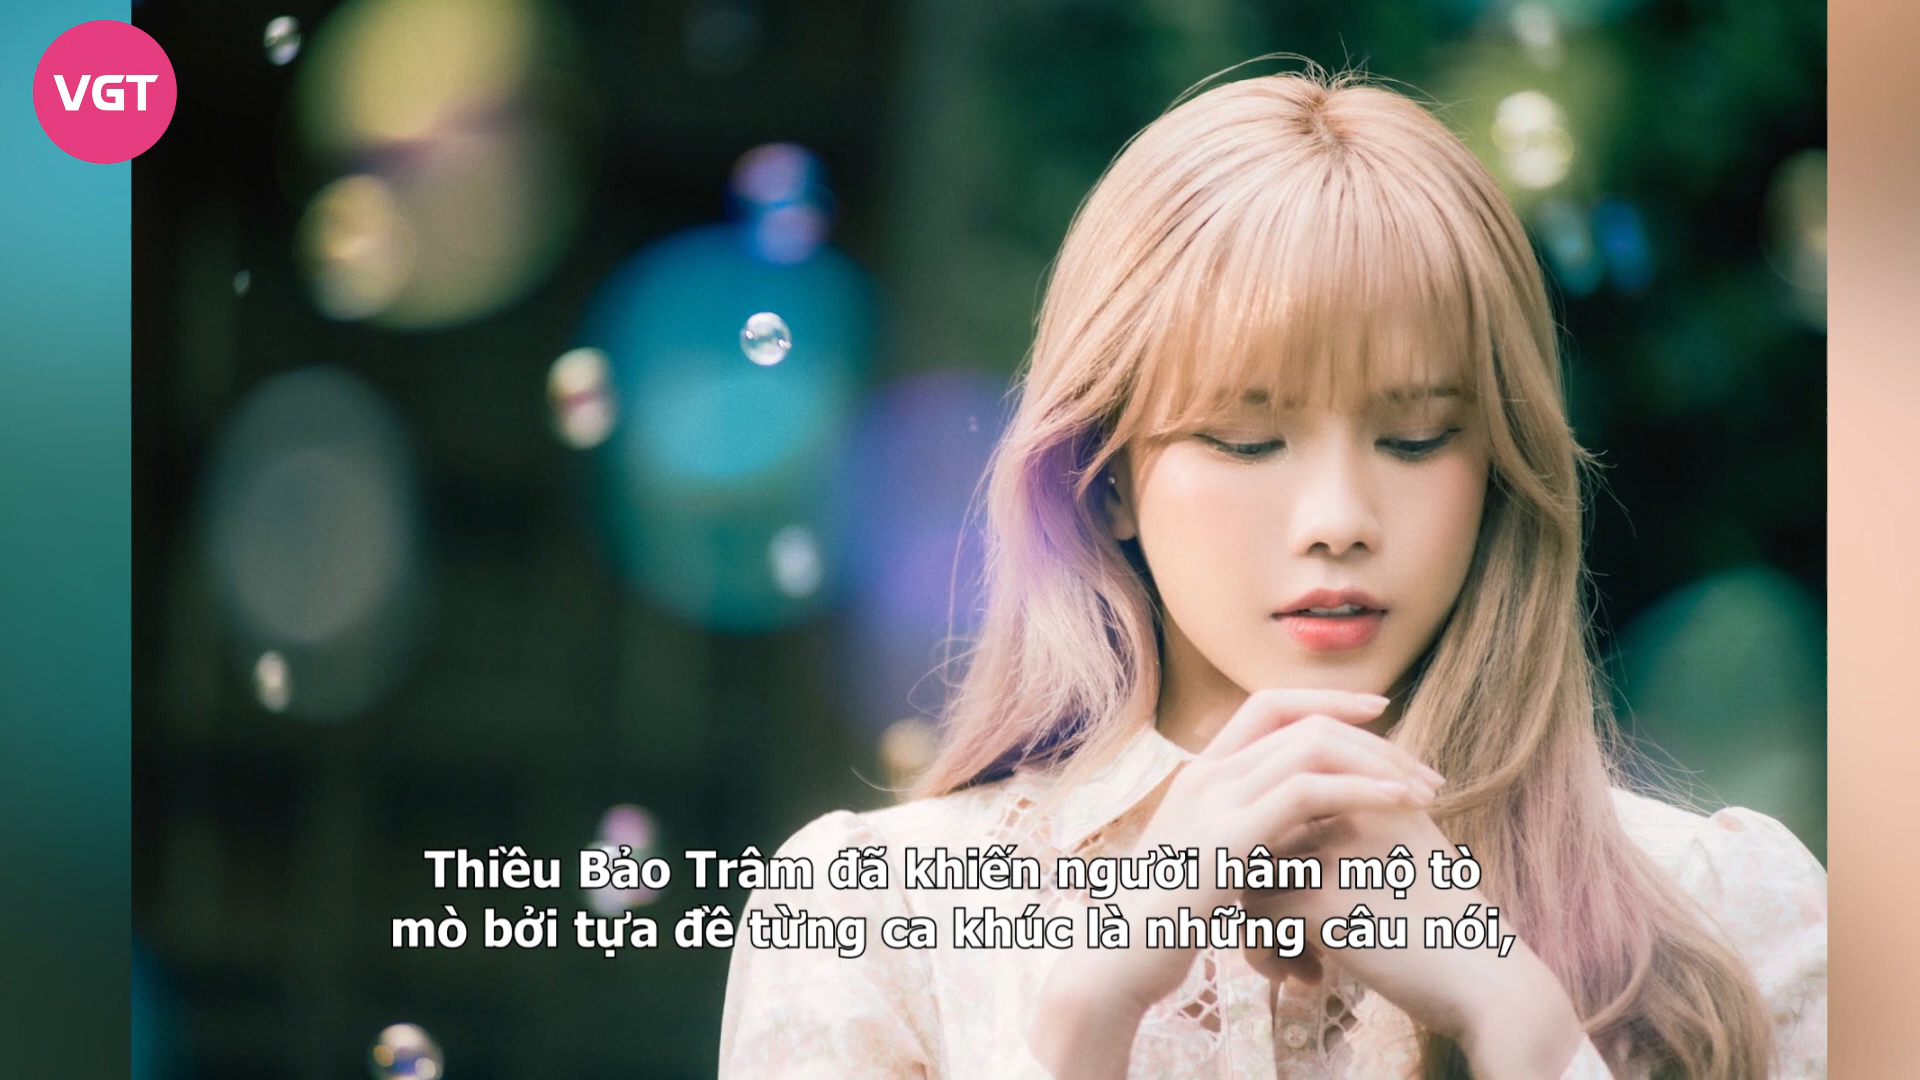 VGT
Thiều Bảo Trâm đã khiến người hâm mộ tò
mò bởi tựa đề từng ca khúc là những câu nói,